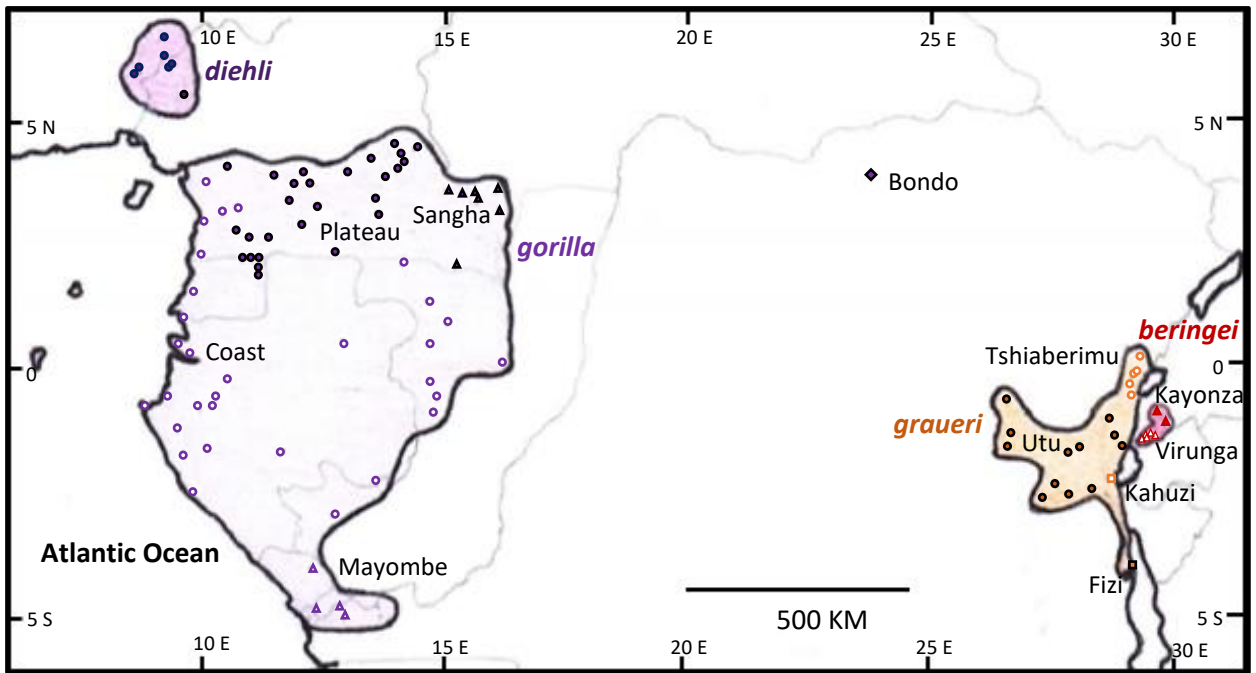 10 E
15 E
20 E
25 E
30 E
diehli
5 N
5 N
Bondo
Sangha
Plateau
gorilla
beringei
Tshiaberimu
Coast
0
0
Kayonza
graueri
Utu
Virunga
Kahuzi
Atlantic Ocean
Mayombe
Fizi
500 KM
5 S
5 S
10 E
15 E
20 E
25 E
30 E